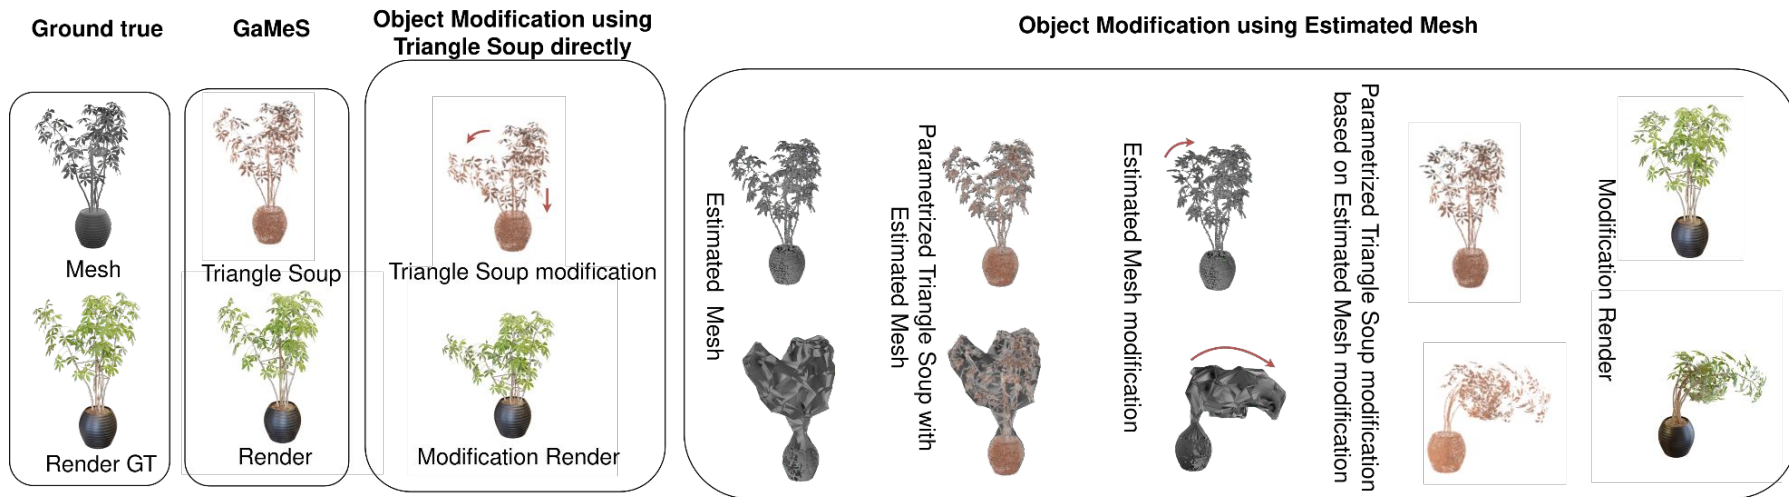 Ground true
GaMeS
Object Modification using
Triangle Soup directly
Object Modification using Estimated Mesh
Mesh
Render GT
Triangle Soup
Render
Triangle Soup modification
Modification Render
Estimated Mesh
Parametrized Triangle Soup with
Estimated Mesh
Estimated Mesh modification
Parametrized Triangle Soup modification
based on Estimated Mesh modification
Modification Render